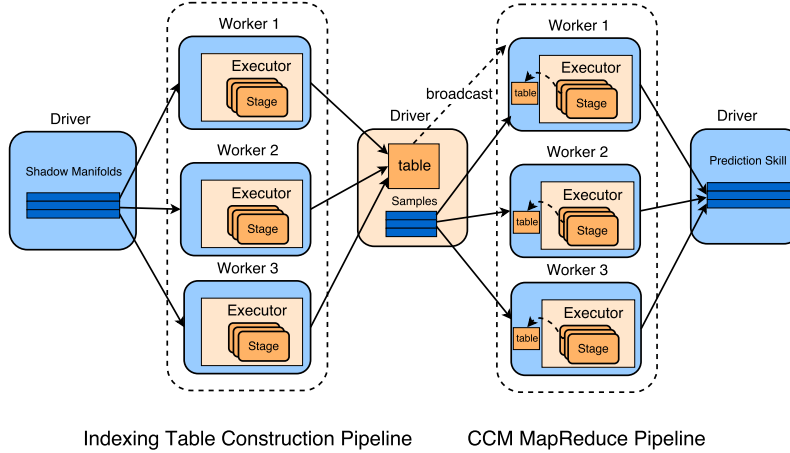 Driver
Shadow Manifolds
Worker 1
Executor
Stage
Worker 2
Executor
Stage
Worker 3
Executor
Stage
Driver
table
Samples
broadcast
Worker 1
table
Executor
Stage
Worker 2
table
Executor
Stage
Worker 3
table
Executor
Stage
Driver
Prediction Skill
Indexing Table Construction Pipeline
CCM MapReduce Pipeline